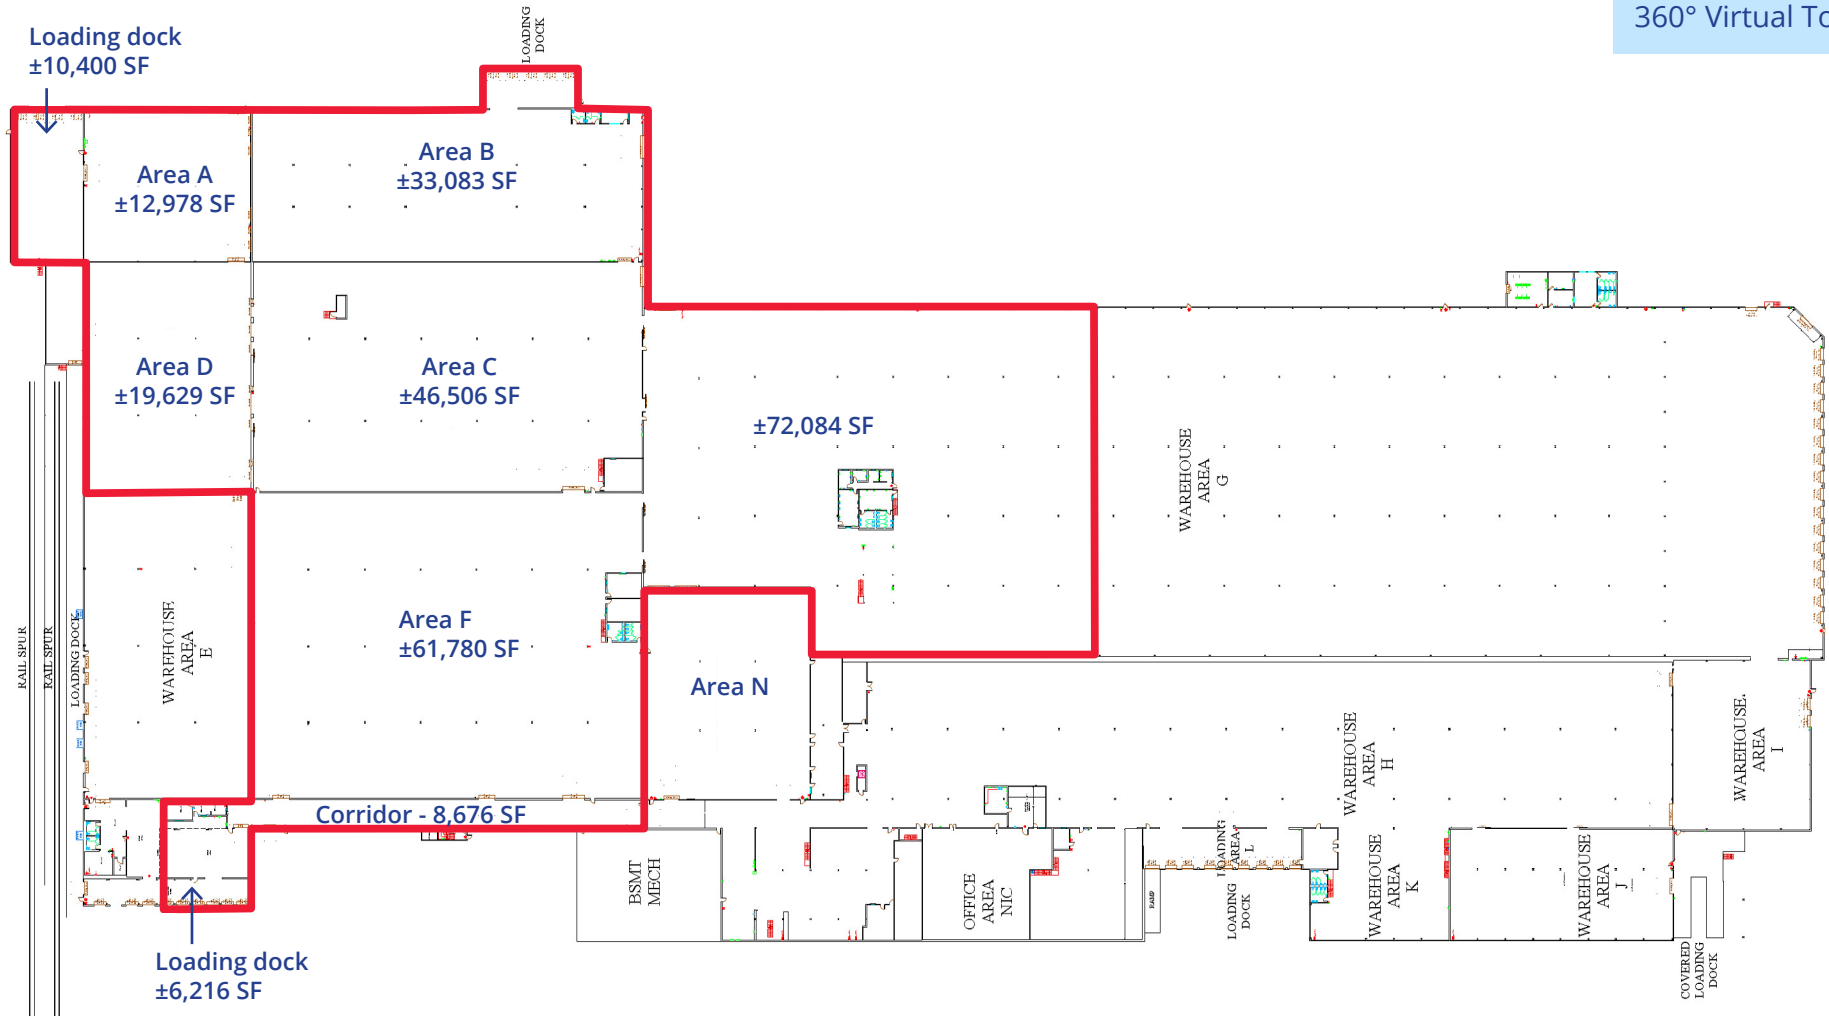 360° Virtual To
Loading dock
±10,400 SF
LOADING
DOCK
Area A
±12,978 SF
Area B
±33,083 SF
Area D
±19,629 SF
Area C
±46,506 SF
±72,084 SF
WAREHOUSE
AREA
G
RAIL SPUR
RAIL SPUR
LOADING DOCK
WAREHOUSE
AREA
E
Area F
±61,780 SF
Area N
WAREHOUSE
AREA
H
WAREHOUSE
AREA
I
Corridor - 8,676 SF
BSMT
MECH
OFFICE
AREA
NIC
RAMP
LOADING
AREA
L
LOADING
DOCK
WAREHOUSE
AREA
K
WAREHOUSE
AREA
J
COVERED
LOADING
DOCK
Loading dock
±6,216 SF